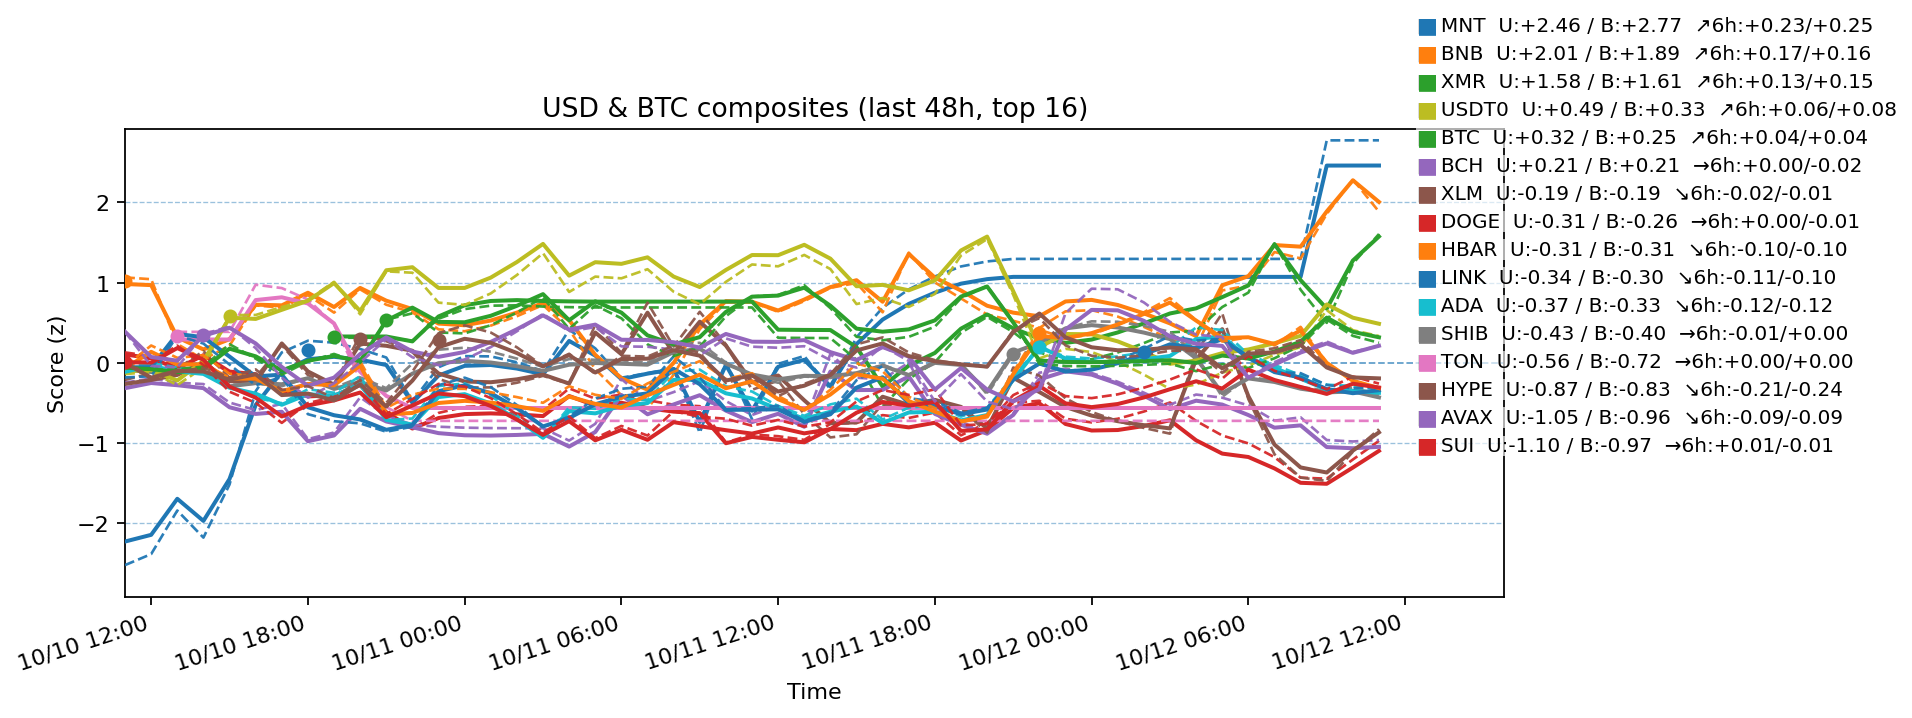 MNT U:+2.46 / B:+2.77 ↗6h:+0.23/+0.25
BNB U:+2.01 / B:+1.89 ↗6h:+0.17/+0.16
XMR U:+1.58 / B:+1.61 ↗6h:+0.13/+0.15
USDT0 U:+0.49 / B:+0.33 ↗6h:+0.06/+0.08
BTC U:+0.32 / B:+0.25 ↗6h:+0.04/+0.04
BCH U:+0.21 / B:+0.21 →6h:+0.00/-0.02
XLM U:-0.19 / B:-0.19 ↘6h:-0.02/-0.01
DOGE U:-0.31 / B:-0.26 →6h:+0.00/-0.01
HBAR U:-0.31 / B:-0.31 ↘6h:-0.10/-0.10
LINK U:-0.34 / B:-0.30 ↘6h:-0.11/-0.10
ADA U:-0.37 / B:-0.33 ↘6h:-0.12/-0.12
SHIB U:-0.43 / B:-0.40 →6h:-0.01/+0.00
TON U:-0.56 / B:-0.72 →6h:+0.00/+0.00
HYPE U:-0.87 / B:-0.83 ↘6h:-0.21/-0.24
AVAX U:-1.05 / B:-0.96 ↘6h:-0.09/-0.09
SUI U:-1.10 / B:-0.97 →6h:+0.01/-0.01
USD & BTC composites (last 48h, top 16)
Score (z)
2
1
0
−1
−2
10/10 12:00
10/10 18:00
10/11 00:00
10/11 06:00
10/11 12:00
10/11 18:00
10/12 00:00
10/12 06:00
10/12 12:00
Time